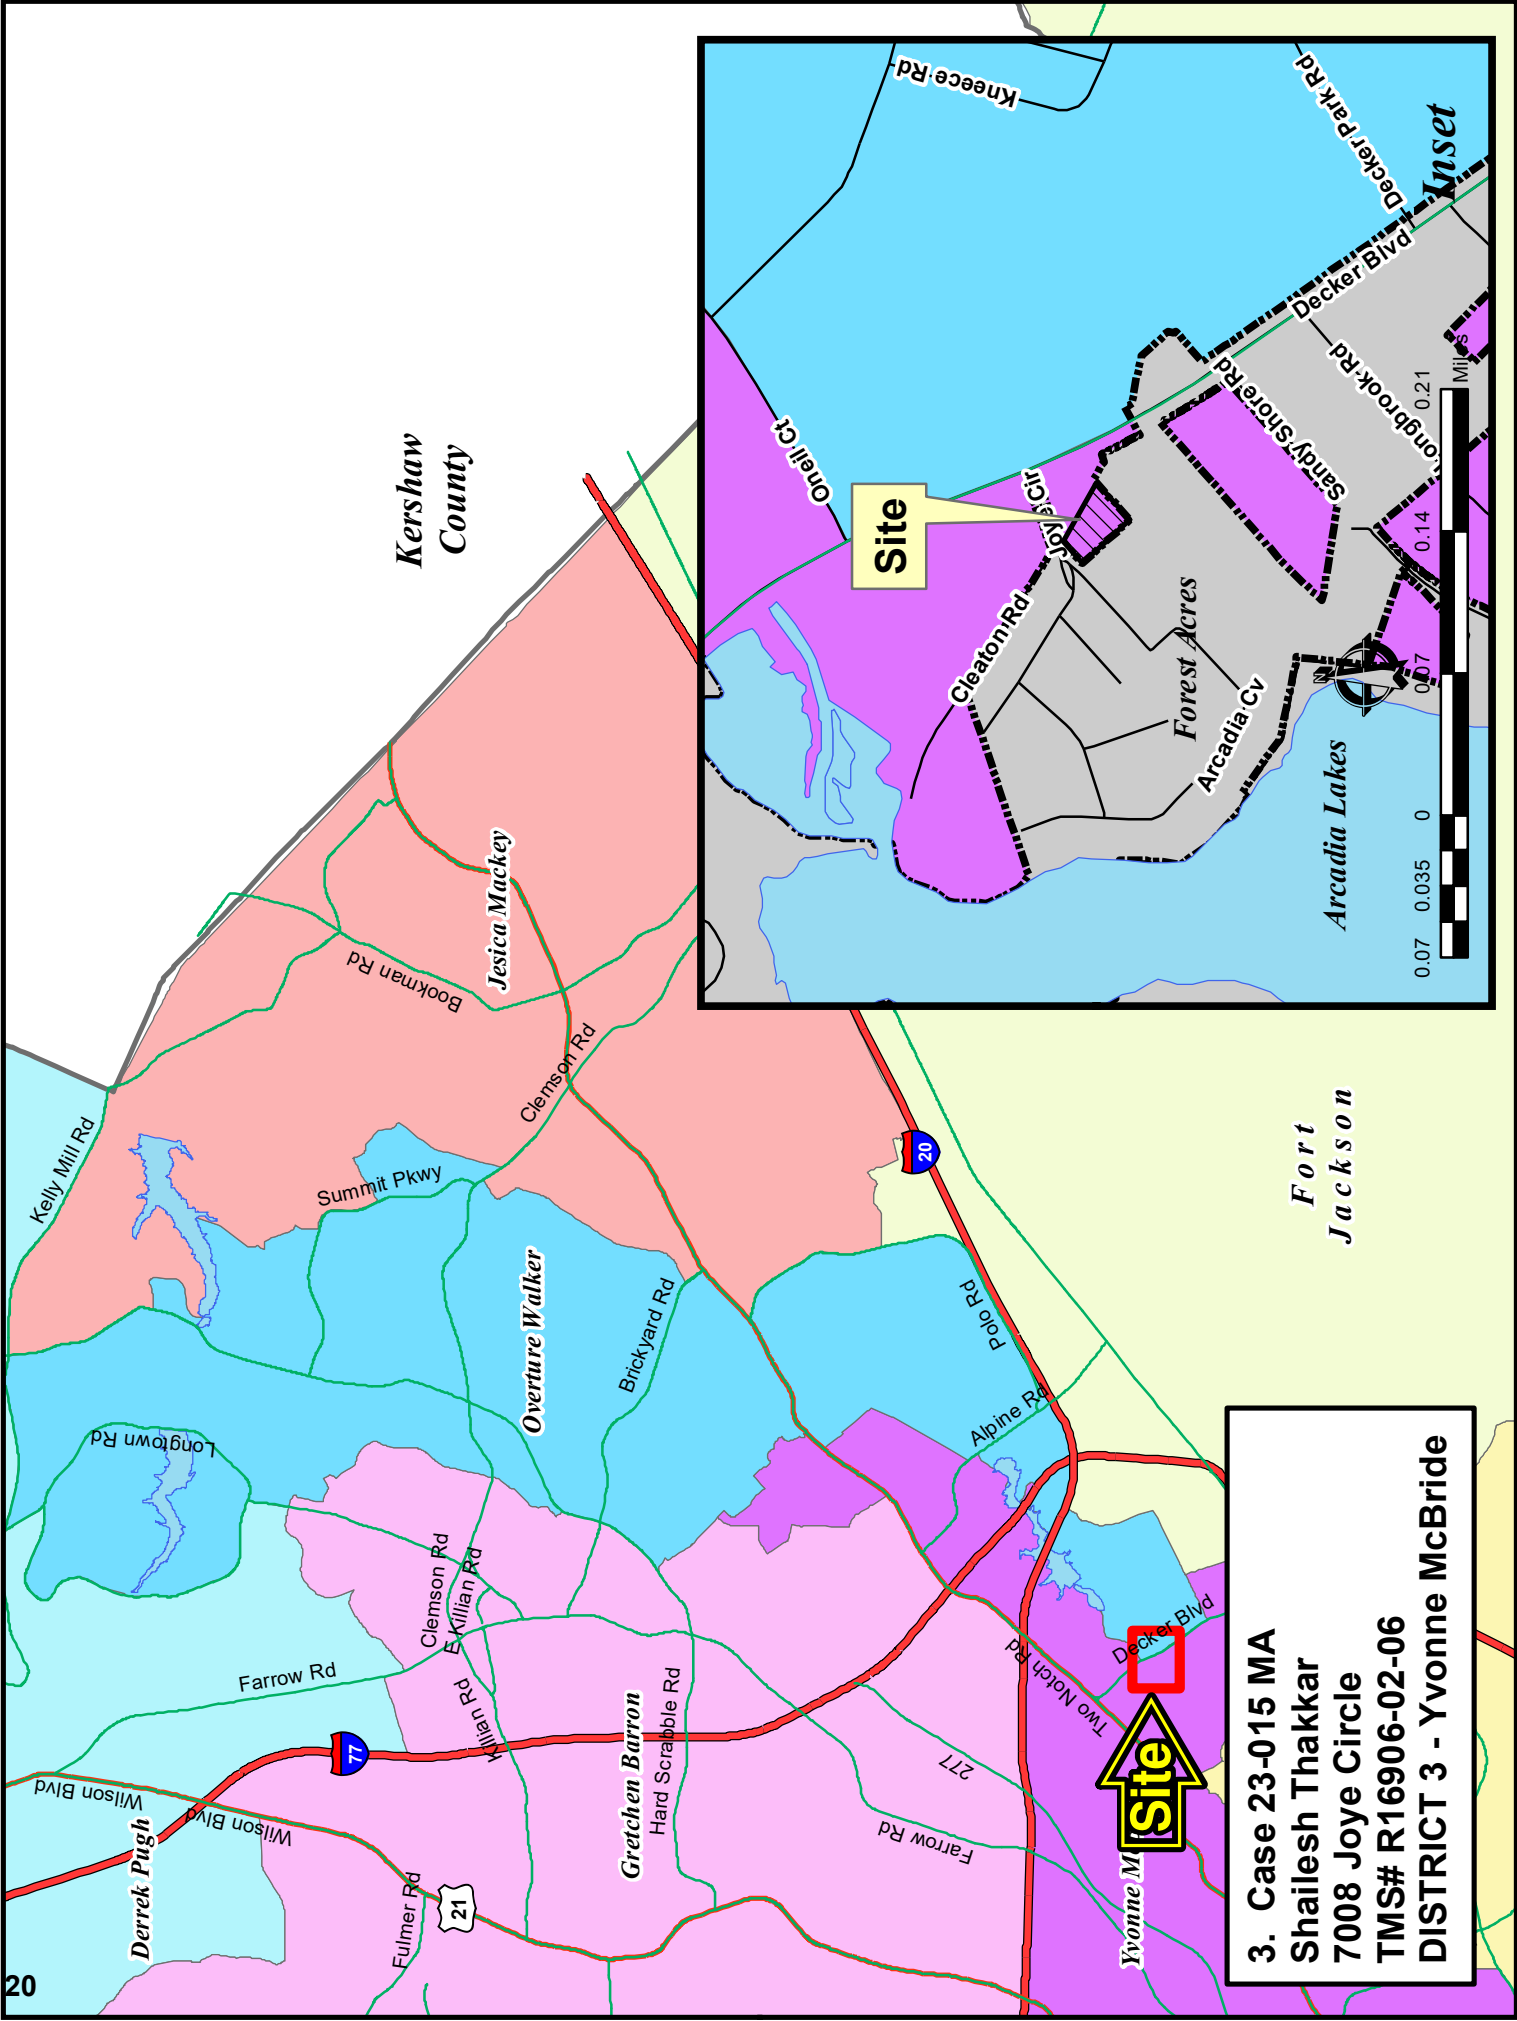 20
Kershaw
County
Jesica Mackey
Bookman Rd
Clemson Rd
Kelly Mill Rd
Summit Pkwy
Overture Walker
Brickyard Rd
Longtown Rd
Polo Rd
Alpine Rd
20
Fort
Jackson
Clemson Rd
E Killian Rd
Farrow Rd
Killian Rd
77
Wilson Blvd
Wilson Blvd
Derrek Pugh
Fulmer Rd
21
Gretchen Barron
Hard Scrabble Rd
277
Farrow Rd
Two Notch Rd
Decker Blvd
Yvonne
Site
Kneece Rd
Decker Park Rd
Inset
Decker Blvd
Oneil Ct
Site
Joye Cir
Sandy Shore Rd
Longbrook Rd
Cleaton Rd
Forest Acres
Arcadia Cv
Arcadia Lakes
N
0.07 0.035 0 0.07 0.14 0.21
Miles
3. Case 23-015 MA
Shailesh Thakkar
7008 Joye Circle
TMS# R16906-02-06
DISTRICT 3 - Yvonne McBride